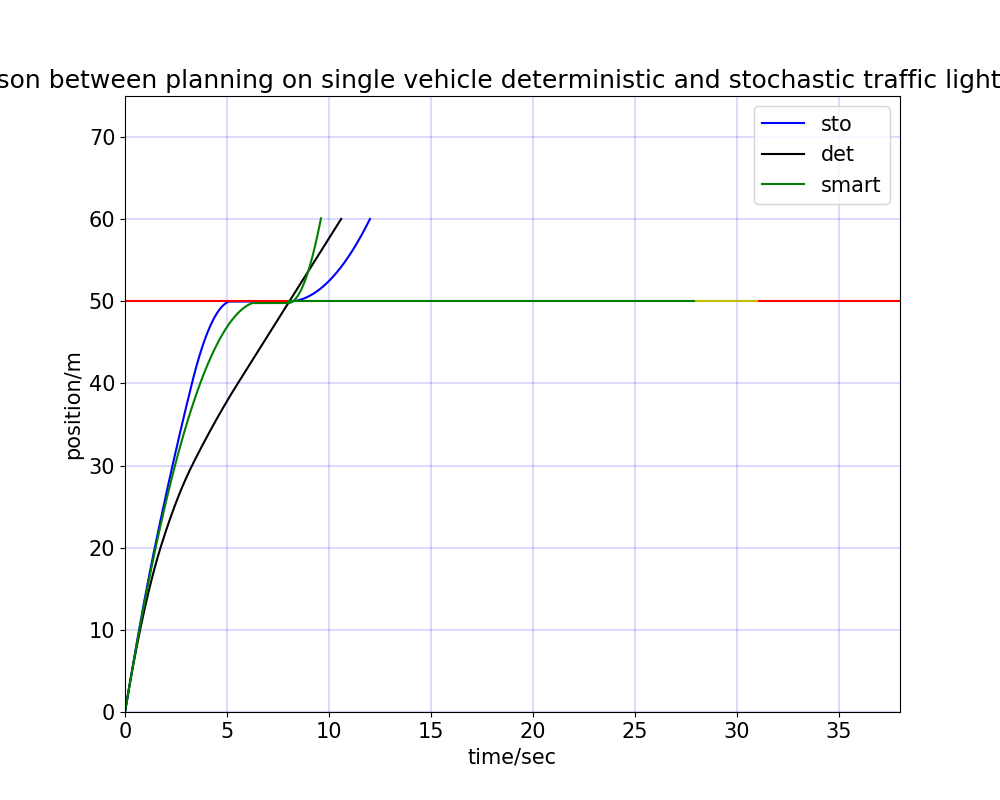 son between planning on single vehicle deterministic and stochastic traffic light
70
60
50
40
30
20
10
0
position/m
sto
det
smart
0 5 10 15 20 25 30 35
time/sec